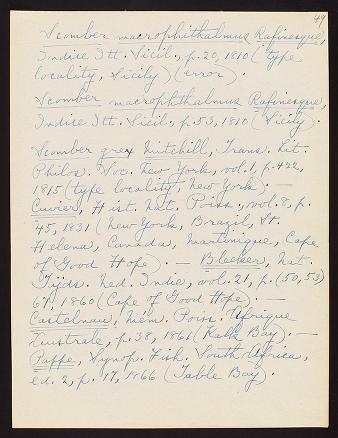 49
Scomber macrophithalmus Rafinesque,
Indice Itt. Sicil., p. 20, 1810 (type
locality, Sicily) (error).
Scomber macrophthalmus Rafinesque,
Indice Itt. Sicil., p. 53, 1810 (Sicily).
Scomber grex Mitchill, Trans. Lit.
Philos. Soc. New York, vol. 1, p. 422,
1815 (type locality, New York). —
Cuvier, Hist. Nat. Poiss., vol. 8, p.
45, 1831 (New York, Brazil, St.
Helena, Canada, Martinique, Cape
of Good Hope). — Bleeker, Nat.
Tijds. Ned. Indie, vol. 21, p. (50, 53)
67, 1860 (Cape of Good Hope). —
Castelnau, Mém. Poiss. Afrique
Australe, p. 38, 1861 (Kalk Bay). —
Pappe, Synop. Fish. South Africa,
ed. 2, p. 17, 1866 (Table Bay).